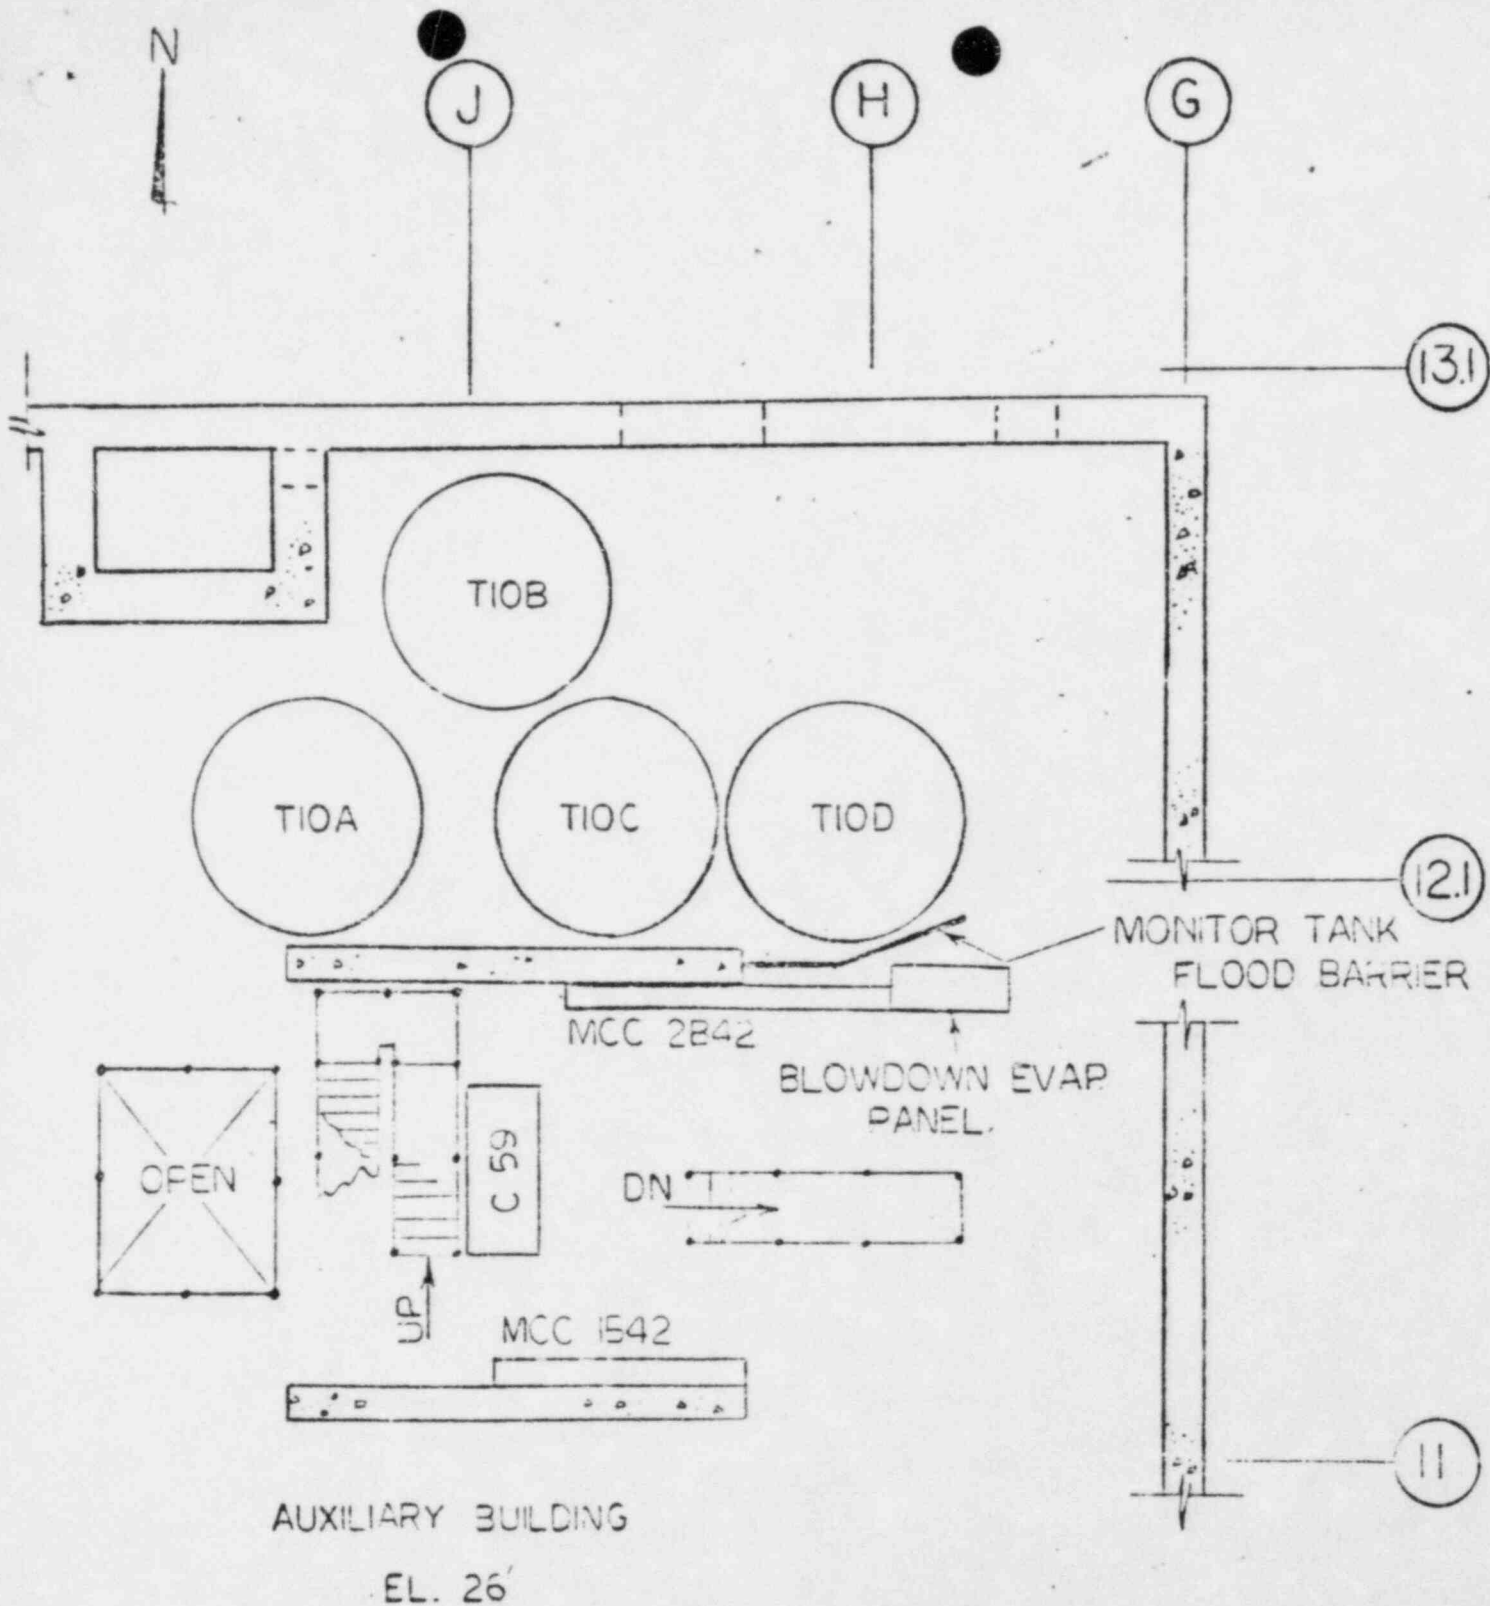 N
J
H
G
13.1
T10B
T10A
T10C
T10D
12.1
MONITOR TANK
FLOOD BARRIER
MCC 2B42
BLOWDOWN EVAP.
PANEL.
OPEN
C 59
DN
UP
MCC 1B42
11
AUXILIARY BUILDING
EL. 26'